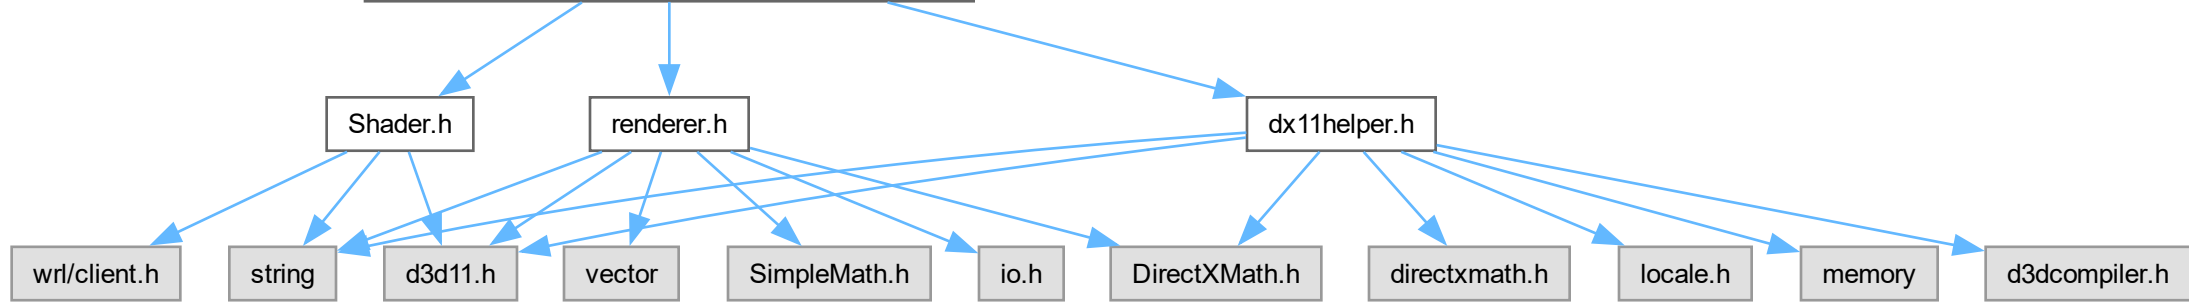 Shader.h
renderer.h
dx11helper.h
wrl/client.h
string
d3d11.h
vector
SimpleMath.h
io.h
DirectXMath.h
directxmath.h
locale.h
memory
d3dcompiler.h